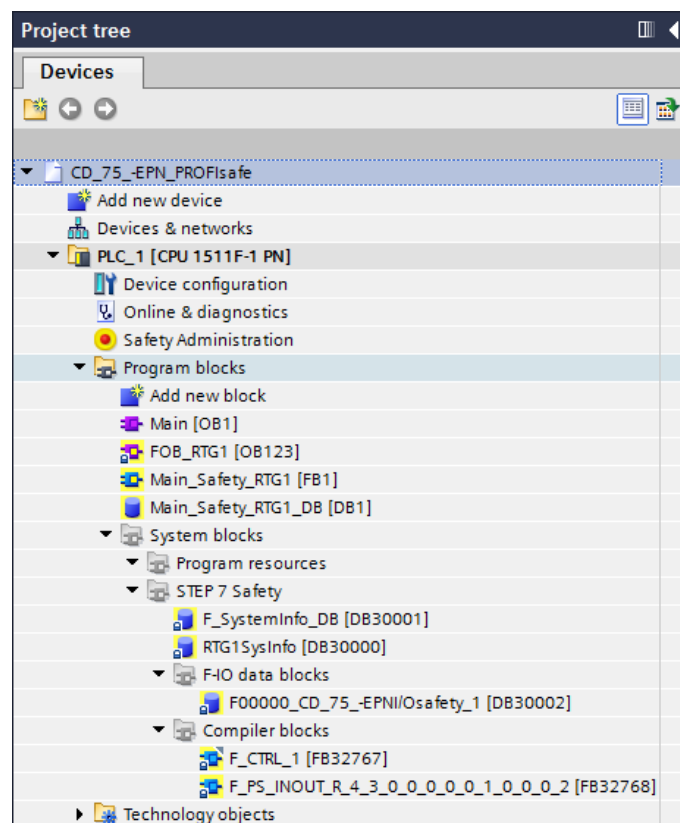 Project tree
Devices
CD_75_-EPN_PROFIsafe
Add new device
Devices & networks
PLC_1 [CPU 1511F-1 PN]
Device configuration
Online & diagnostics
Safety Administration
Program blocks
Add new block
Main [OB1]
FOB_RTG1 [OB123]
Main_Safety_RTG1 [FB1]
Main_Safety_RTG1_DB [DB1]
System blocks
Program resources
STEP 7 Safety
F_SystemInfo_DB [DB30001]
RTG1SysInfo [DB30000]
F-IO data blocks
F00000_CD_75_-EPNI/Osafety_1 [DB30002]
Compiler blocks
F_CTRL_1 [FB32767]
F_PS_INOUT_R_4_3_0_0_0_0_0_1_0_0_0_2 [FB32768]
Technology objects